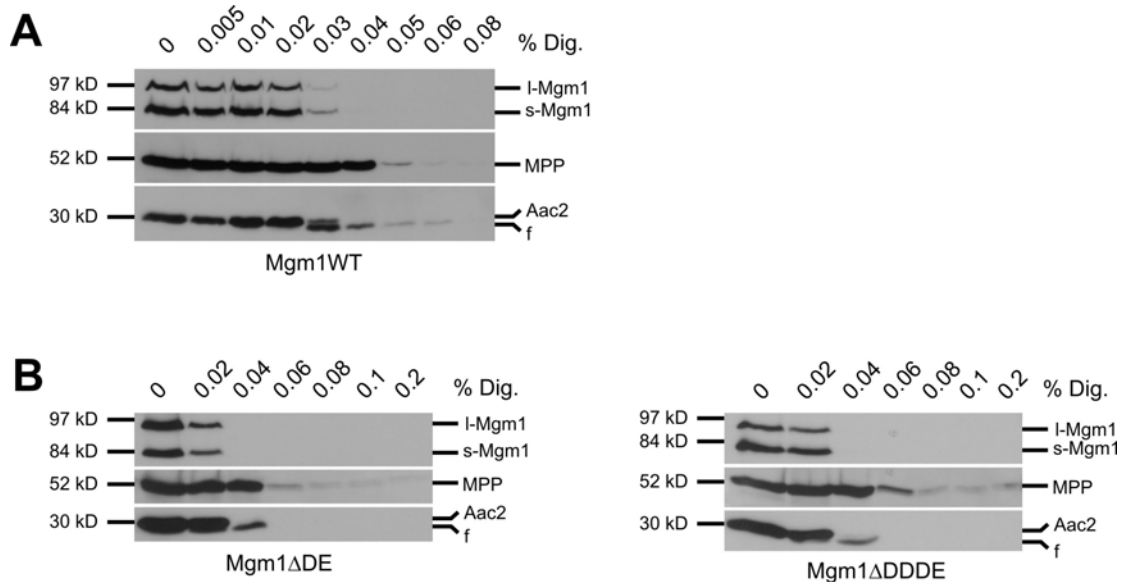 A
0 0.005 0.01 0.02 0.03 0.04 0.05 0.06 0.08 % Dig.
97 kD l-Mgm1
84 kD s-Mgm1
52 kD MPP
30 kD Aac2
f
Mgm1WT
B
0 0.02 0.04 0.06 0.08 0.1 0.2 % Dig.
97 kD l-Mgm1
84 kD s-Mgm1
52 kD MPP
30 kD Aac2
f
Mgm1ΔDE
0 0.02 0.04 0.06 0.08 0.1 0.2 % Dig.
97 kD l-Mgm1
84 kD s-Mgm1
52 kD MPP
30 kD Aac2
f
Mgm1ΔDDDE